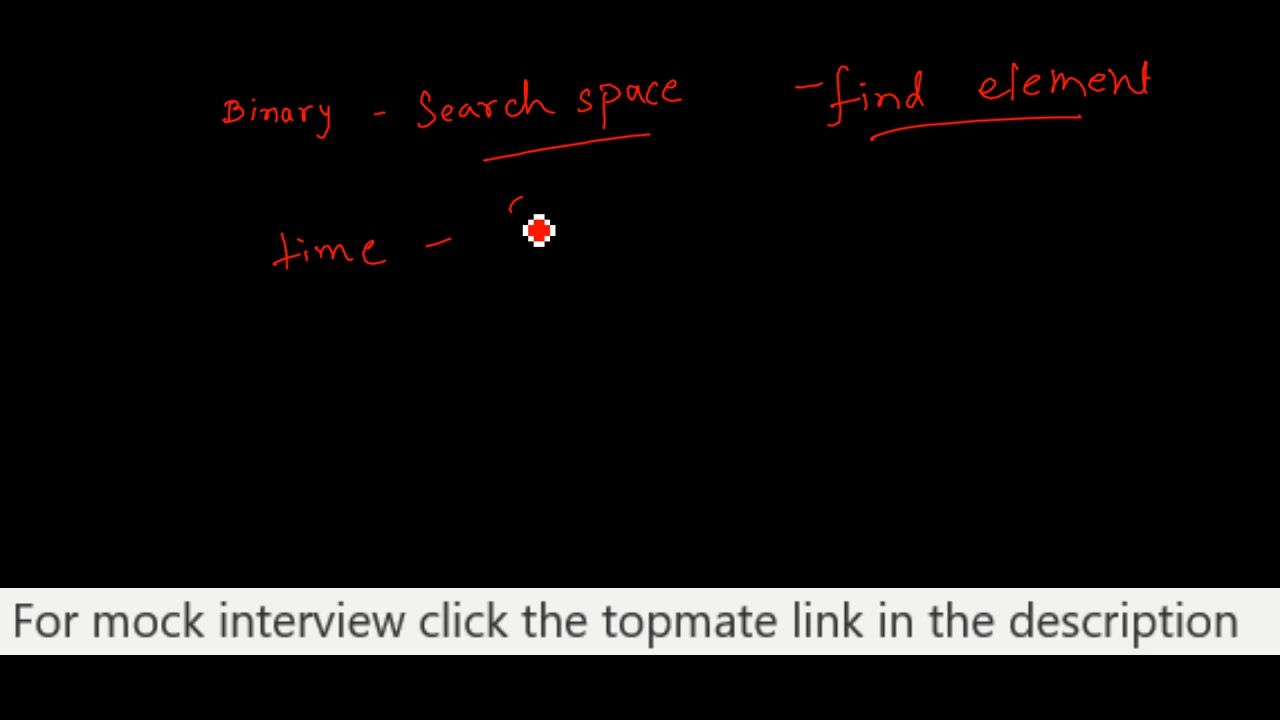 Binary - Search space - find element
time -
For mock interview click the topmate link in the description